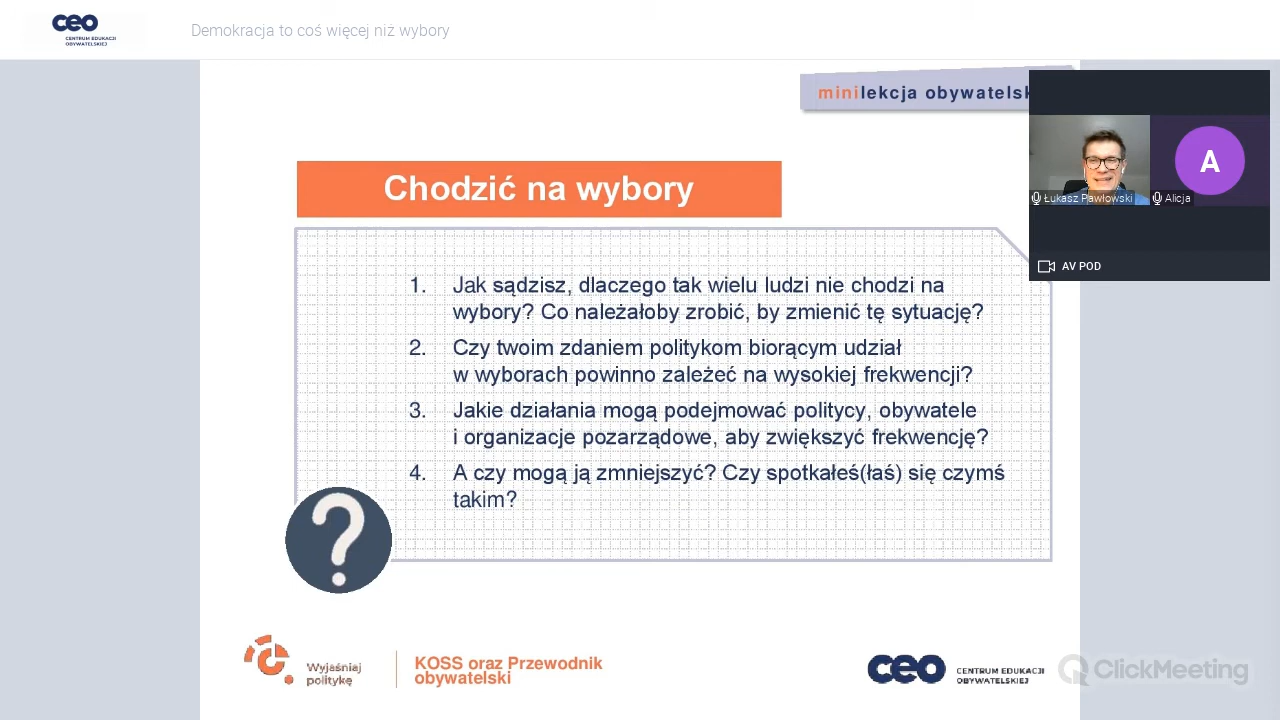 ceo
CENTRUM EDUKACJI
OBYWATELSKIEJ
Demokracja to coś więcej niż wybory
minilekcja obywatelsk
Chodzić na wybory
A
Łukasz Pawłowski
Alicja
AV POD
1. Jak sądzisz, dlaczego tak wielu ludzi nie chodzi na
wybory? Co należałoby zrobić, by zmienić tę sytuację?
2. Czy twoim zdaniem politykom biorącym udział
w wyborach powinno zależeć na wysokiej frekwencji?
3. Jakie działania mogą podejmować politycy, obywatele
i organizacje pozarządowe, aby zwiększyć frekwencję?
4. A czy mogą ją zmniejszyć? Czy spotkałeś(łaś) się czymś
takim?
?
Wyjaśniaj
politykę
KOSS oraz Przewodnik
obywatelski
ceo
CENTRUM EDUKACJI
OBYWATELSKIEJ
ClickMeeting